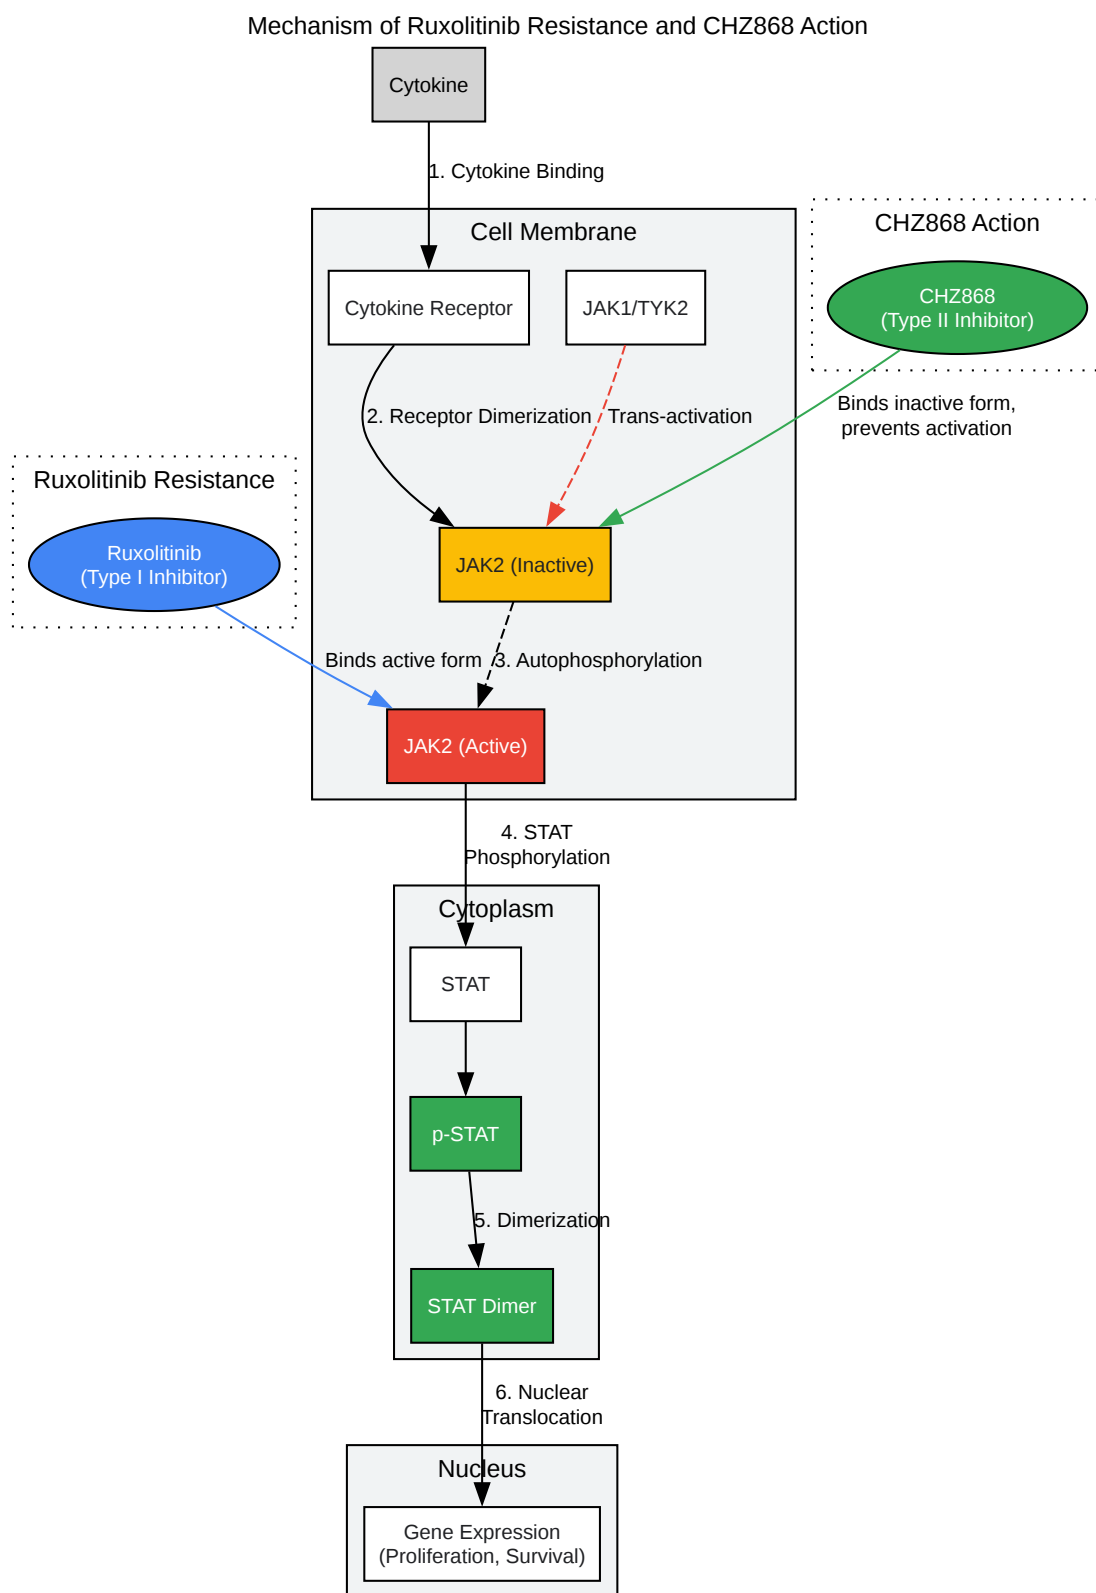 Mechanism of Ruxolitinib Resistance and CHZ868 Action
Cytokine
1. Cytokine Binding
Cell Membrane
CHZ868 Action
Cytokine Receptor
JAK1/TYK2
CHZ868
(Type II Inhibitor)
2. Receptor Dimerization
Trans-activation
Binds inactive form,
prevents activation
Ruxolitinib Resistance
Ruxolitinib
(Type I Inhibitor)
JAK2 (Inactive)
Binds active form
3. Autophosphorylation
JAK2 (Active)
4. STAT
Phosphorylation
Cytoplasm
STAT
p-STAT
5. Dimerization
STAT Dimer
6. Nuclear
Translocation
Nucleus
Gene Expression
(Proliferation, Survival)